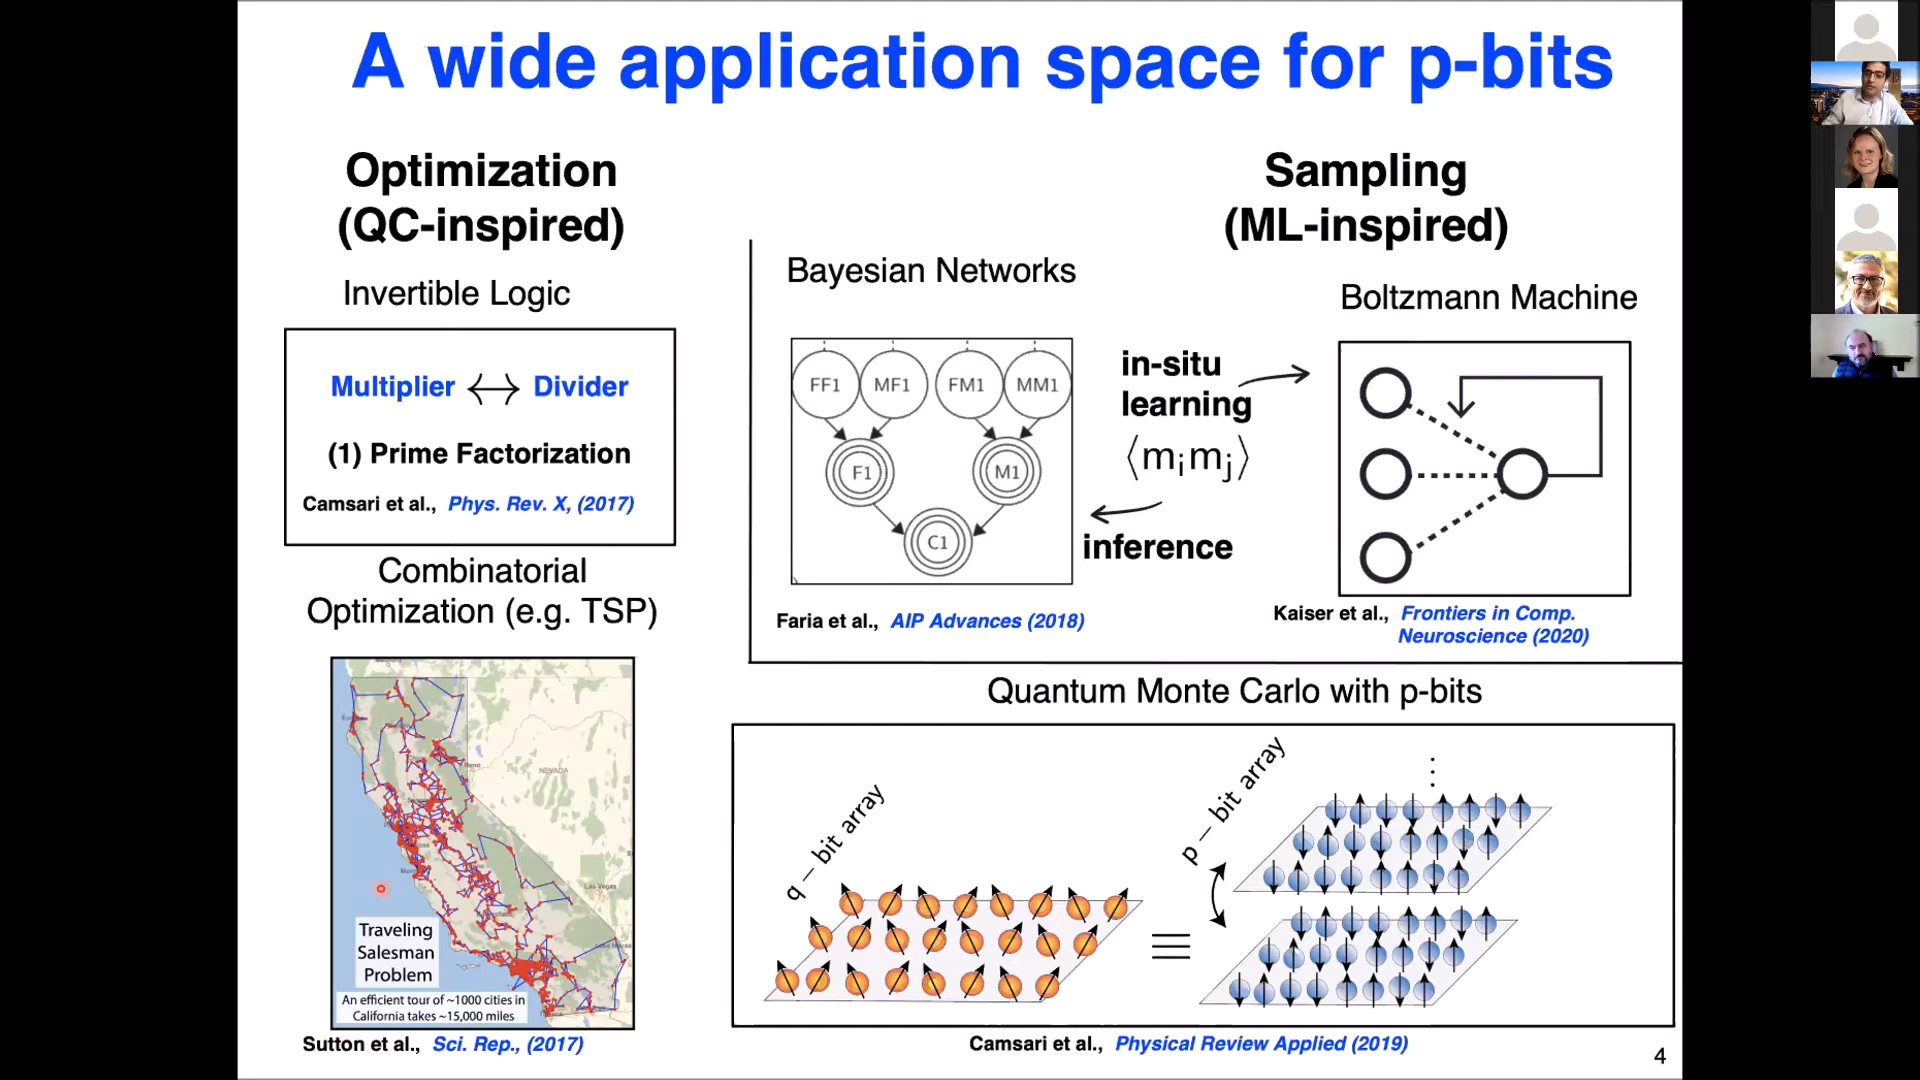 A wide application space for p-bits
Optimization
(QC-inspired)
Invertible Logic
Multiplier ↔ Divider
(1) Prime Factorization
Camsari et al., Phys. Rev. X, (2017)
Combinatorial
Optimization (e.g. TSP)
NEVADA
Las Vegas
Traveling
Salesman
Problem
An efficient tour of ~1000 cities in
California takes ~15,000 miles
Sutton et al., Sci. Rep., (2017)
Sampling
(ML-inspired)
Bayesian Networks
FF1 MF1 FM1 MM1
F1 M1
C1
Faria et al., AIP Advances (2018)
in-situ
learning
⟨mᵢmⱼ⟩
inference
Boltzmann Machine
Kaiser et al., Frontiers in Comp.
Neuroscience (2020)
Quantum Monte Carlo with p-bits
q – bit array
≡
p – bit array
⋮
Camsari et al., Physical Review Applied (2019)
4